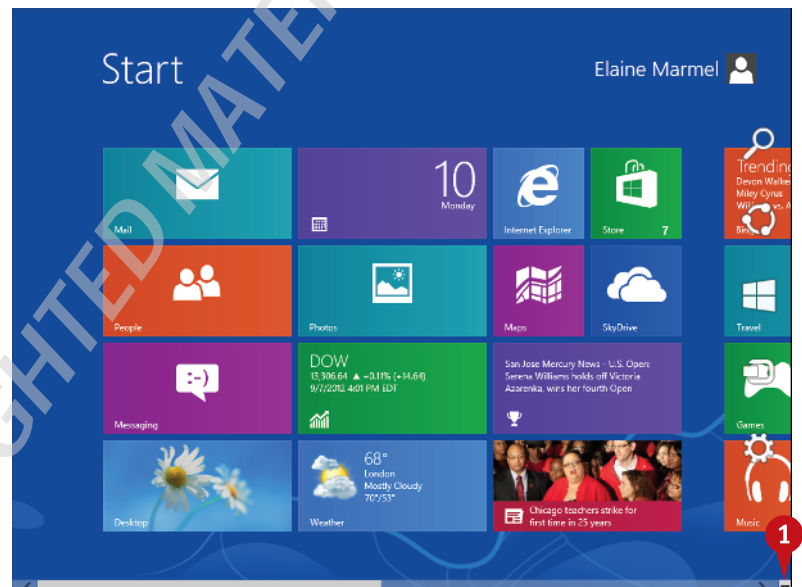 Start
Elaine Marmel
Mail
10
Monday
Internet Explorer
Store
7
Trending
Devon Walke
Miley Cyrus
Bing
People
Photos
Maps
SkyDrive
Travel
:-)
Messaging
DOW
13,306.64 ▲ +0.11% (+14.64)
9/7/2012 4:01 PM EDT
San Jose Mercury News - U.S. Open:
Serena Williams holds off Victoria
Azarenka, wins her fourth Open
Games
Desktop
68°
London
Mostly Cloudy
70°/53°
Weather
Chicago teachers strike for
first time in 25 years
Music
1
GHTED MATE